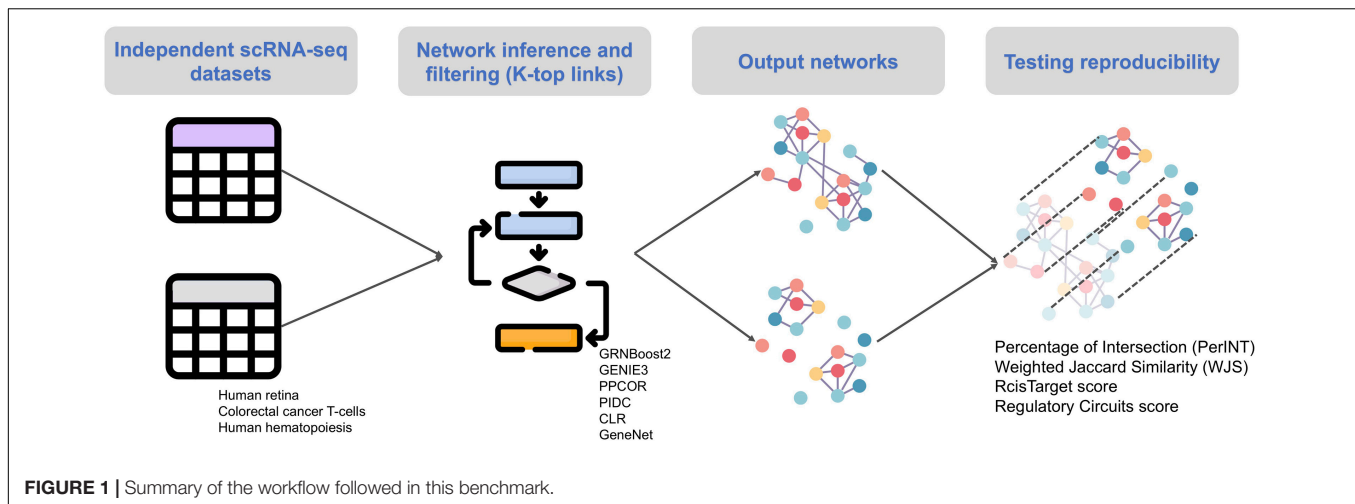 Independent scRNA-seq
datasets
Network inference and
filtering (K-top links)
Output networks
Testing reproducibility
Human retina
Colorectal cancer T-cells
Human hematopoiesis
GRNBoost2
GENIE3
PPCOR
PIDC
CLR
GeneNet
Percentage of Intersection (PerINT)
Weighted Jaccard Similarity (WJS)
RcisTarget score
Regulatory Circuits score
FIGURE 1 | Summary of the workflow followed in this benchmark.